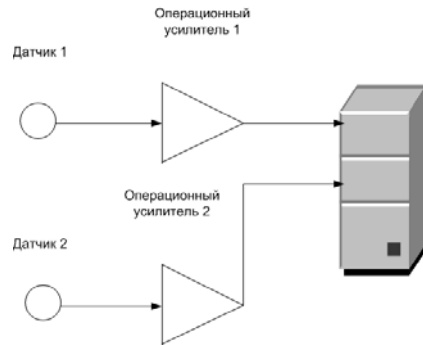 Операционный
усилитель 1
Датчик 1
Операционный
усилитель 2
Датчик 2